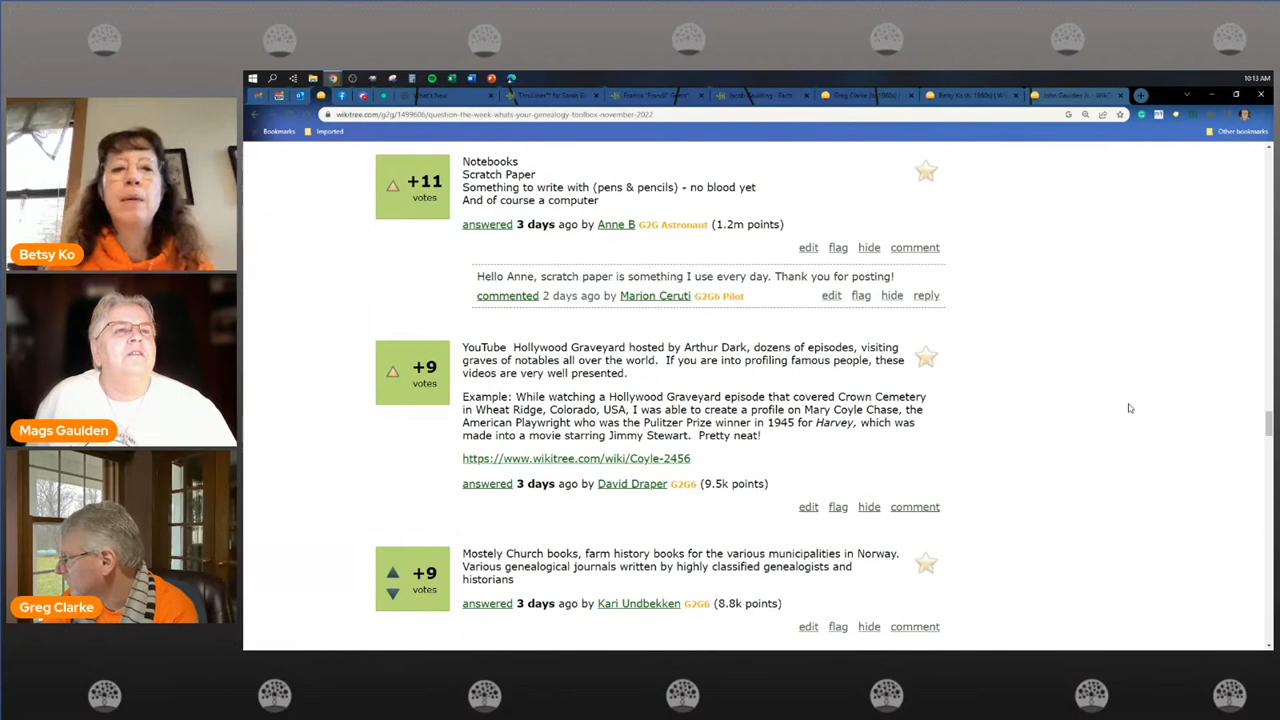 10:13 AM
What's New
wikitree.com/g2g/1499606/question-the-week-whats-your-genealogy-toolbox-november-2022
Bookmarks
Imported
Other bookmarks
Betsy Ko
Mags Gaulden
Greg Clarke
+11
votes
Notebooks
Scratch Paper
Something to write with (pens & pencils) - no blood yet
And of course a computer
answered 3 days ago by Anne B G2G Astronaut (1.2m points)
edit flag hide comment
Hello Anne, scratch paper is something I use every day. Thank you for posting!
commented 2 days ago by Marion Ceruti G2G6 Pilot
edit flag hide reply
+9
votes
YouTube Hollywood Graveyard hosted by Arthur Dark, dozens of episodes, visiting
graves of notables all over the world. If you are into profiling famous people, these
videos are very well presented.
Example: While watching a Hollywood Graveyard episode that covered Crown Cemetery
in Wheat Ridge, Colorado, USA, I was able to create a profile on Mary Coyle Chase, the
American Playwright who was the Pulitzer Prize winner in 1945 for Harvey, which was
made into a movie starring Jimmy Stewart. Pretty neat!
https://www.wikitree.com/wiki/Coyle-2456
answered 3 days ago by David Draper G2G6 (9.5k points)
edit flag hide comment
+9
votes
Mostely Church books, farm history books for the various municipalities in Norway.
Various genealogical journals written by highly classified genealogists and
historians
answered 3 days ago by Kari Undbekken G2G6 (8.8k points)
edit flag hide comment